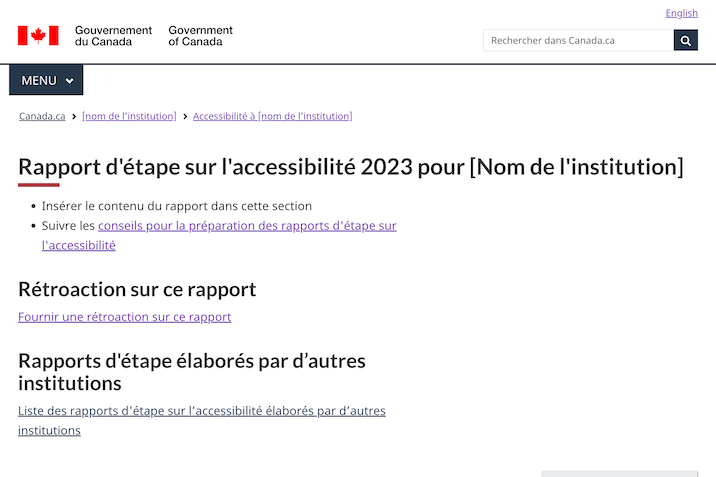 English
Gouvernement
du Canada
Government
of Canada
Rechercher dans Canada.ca
MENU
Canada.ca
[nom de l'institution]
Accessibilité à [nom de l'institution]
Rapport d'étape sur l'accessibilité 2023 pour [Nom de l'institution]
Insérer le contenu du rapport dans cette section
Suivre les conseils pour la préparation des rapports d'étape sur
l'accessibilité
Rétroaction sur ce rapport
Fournir une rétroaction sur ce rapport
Rapports d'étape élaborés par d’autres
institutions
Liste des rapports d'étape sur l’accessibilité élaborés par d’autres
institutions